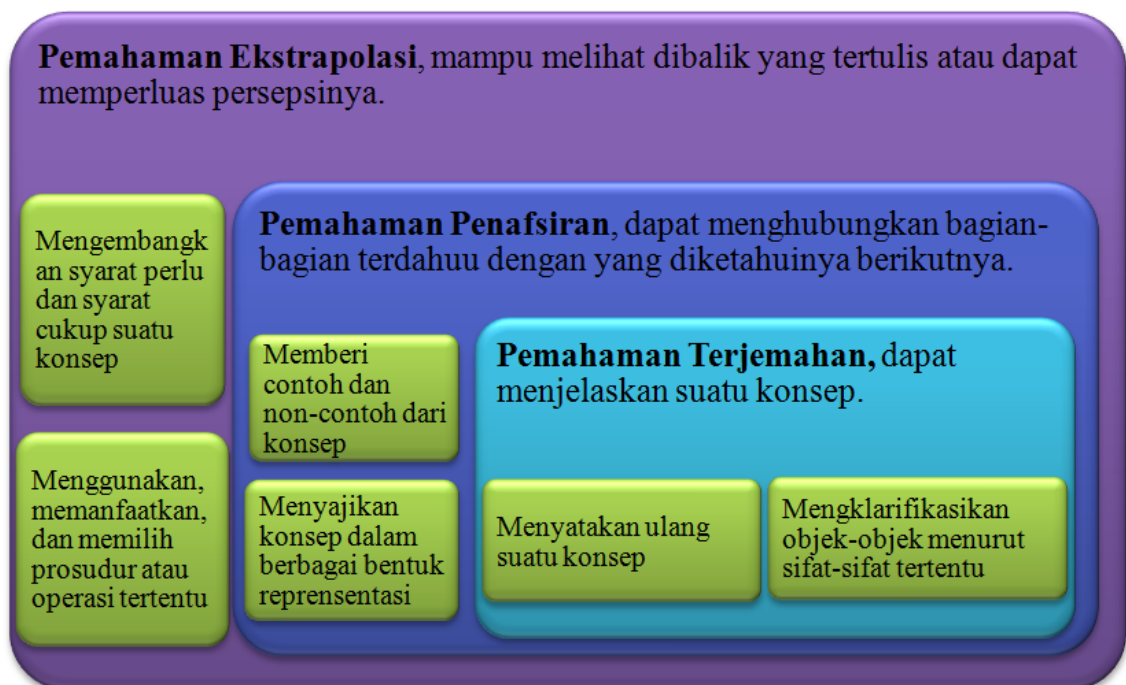 Pemahaman Ekstrapolasi, mampu melihat dibalik yang tertulis atau dapat
memperluas persepsinya.
Mengembangk
an syarat perlu
dan syarat
cukup suatu
konsep
Menggunakan,
memanfaatkan,
dan memilih
prosudur atau
operasi tertentu
Pemahaman Penafsiran, dapat menghubungkan bagian-
bagian terdahuu dengan yang diketahuinya berikutnya.
Memberi
contoh dan
non-contoh dari
konsep
Menyajikan
konsep dalam
berbagai bentuk
reprensentasi
Pemahaman Terjemahan, dapat
menjelaskan suatu konsep.
Menyatakan ulang
suatu konsep
Mengklarifikasikan
objek-objek menurut
sifat-sifat tertentu